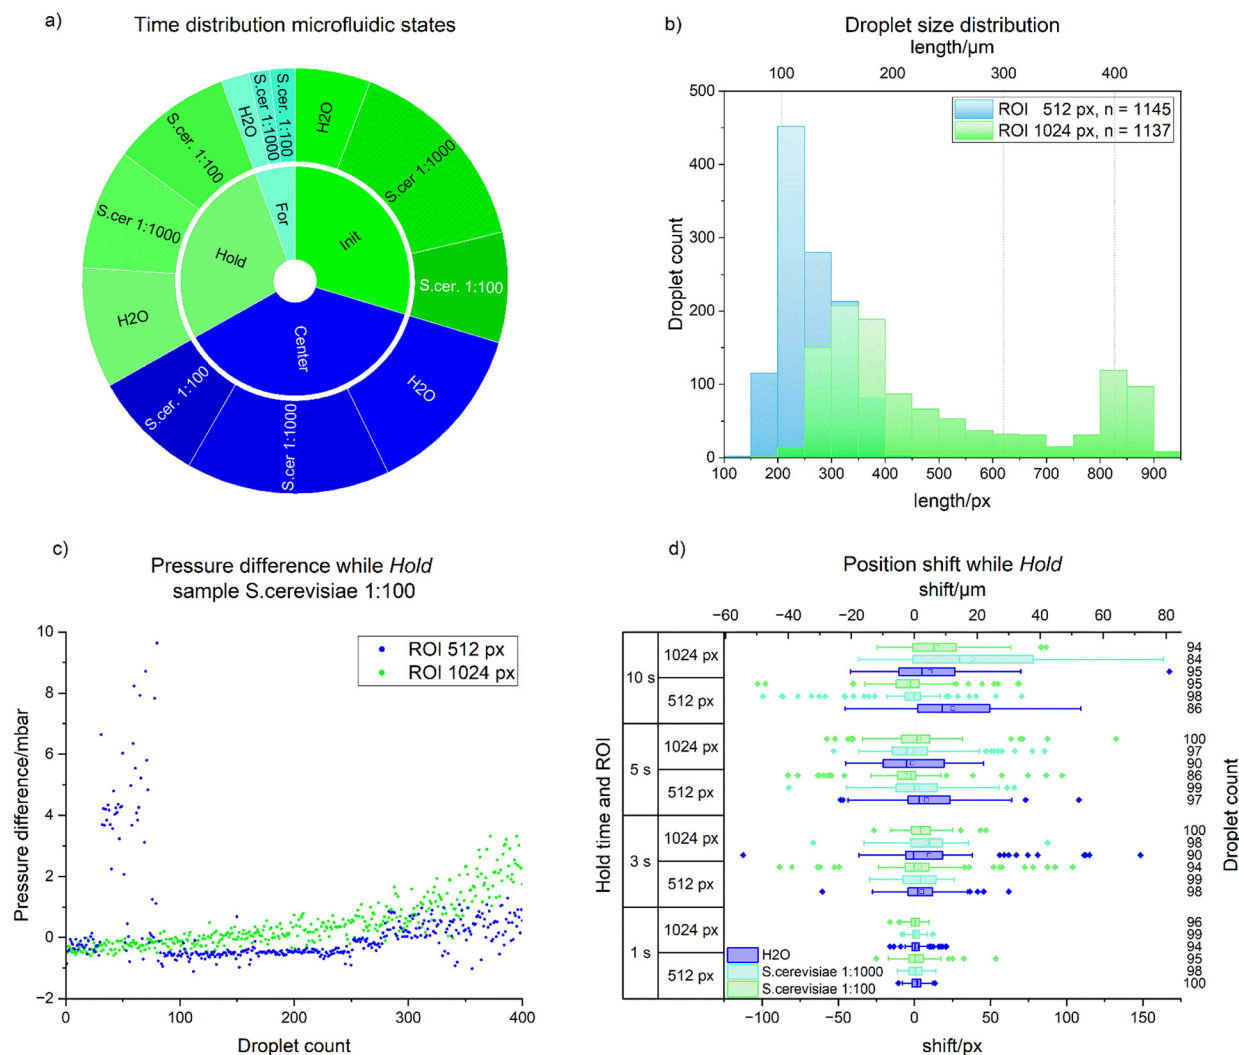 a)
Time distribution microfluidic states
H2O
S.cer. 1:1000
S.cer. 1:100
H2O
S.cer 1:1000
S.cer. 1:100
H2O
S.cer 1:1000
S.cer. 1:100
H2O
S.cer 1:1000
S.cer. 1:100
For
Init
Hold
Center
b)
Droplet size distribution
length/µm
100 200 300 400
ROI 512 px, n = 1145
ROI 1024 px, n = 1137
Droplet count
500
400
300
200
100
0
100 200 300 400 500 600 700 800 900
length/px
c)
Pressure difference while Hold
sample S.cerevisiae 1:100
ROI 512 px
ROI 1024 px
Pressure difference/mbar
10
8
6
4
2
0
−2
0 100 200 300 400
Droplet count
d)
Position shift while Hold
shift/µm
−60 −40 −20 0 20 40 60 80
Hold time and ROI
Droplet count
10 s
1024 px
94
84
95
512 px
95
98
86
5 s
1024 px
100
97
90
512 px
86
99
97
3 s
1024 px
100
98
90
512 px
94
99
98
1 s
1024 px
96
99
94
512 px
95
98
100
H2O
S.cerevisiae 1:1000
S.cerevisiae 1:100
−100 −50 0 50 100 150
shift/px